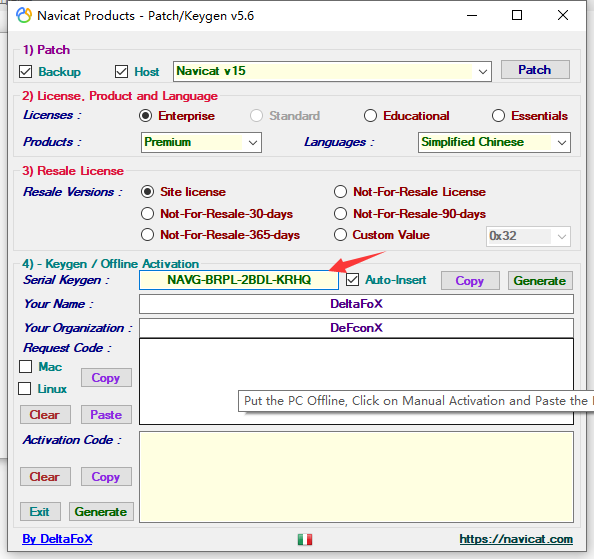 Navicat Products - Patch/Keygen v5.6
1) Patch
Backup Host Navicat v15 Patch
2) License, Product and Language
Licenses : Enterprise Standard Educational Essentials
Products : Premium Languages : Simplified Chinese
3) Resale License
Resale Versions : Site license Not-For-Resale License
Not-For-Resale-30-days Not-For-Resale-90-days
Not-For-Resale-365-days Custom Value 0x32
4) - Keygen / Offline Activation
Serial Keygen : NAVG-BRPL-2BDL-KRHQ Auto-Insert Copy Generate
Your Name : DeltaFoX
Your Organization : DeFconX
Request Code :
Mac
Linux
Copy
Put the PC Offline, Click on Manual Activation and Paste the
Clear Paste
Activation Code :
Clear Copy
Exit Generate
By DeltaFoX https://navicat.com